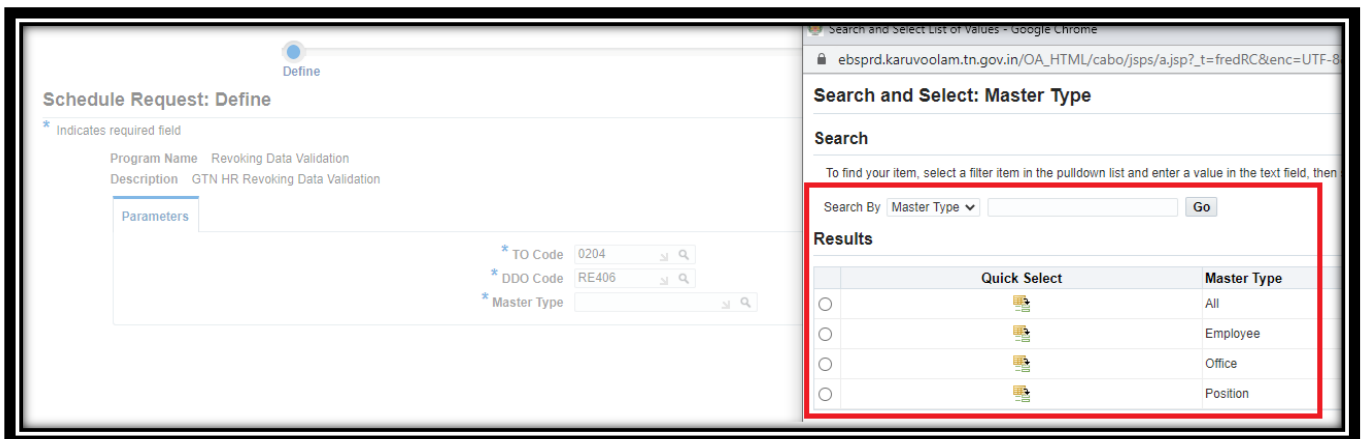 Define
Schedule Request: Define
* Indicates required field
Program Name Revoking Data Validation
Description GTN HR Revoking Data Validation
Parameters
* TO Code 0204
* DDO Code RE406
* Master Type
Search and Select List of Values - Google Chrome
ebsprd.karuvoolam.tn.gov.in/OA_HTML/cabo/jsps/a.jsp?_t=fredRC&enc=UTF-8
Search and Select: Master Type
Search
To find your item, select a filter item in the pulldown list and enter a value in the text field, then
Search By Master Type Go
Results
Quick Select Master Type
All
Employee
Office
Position